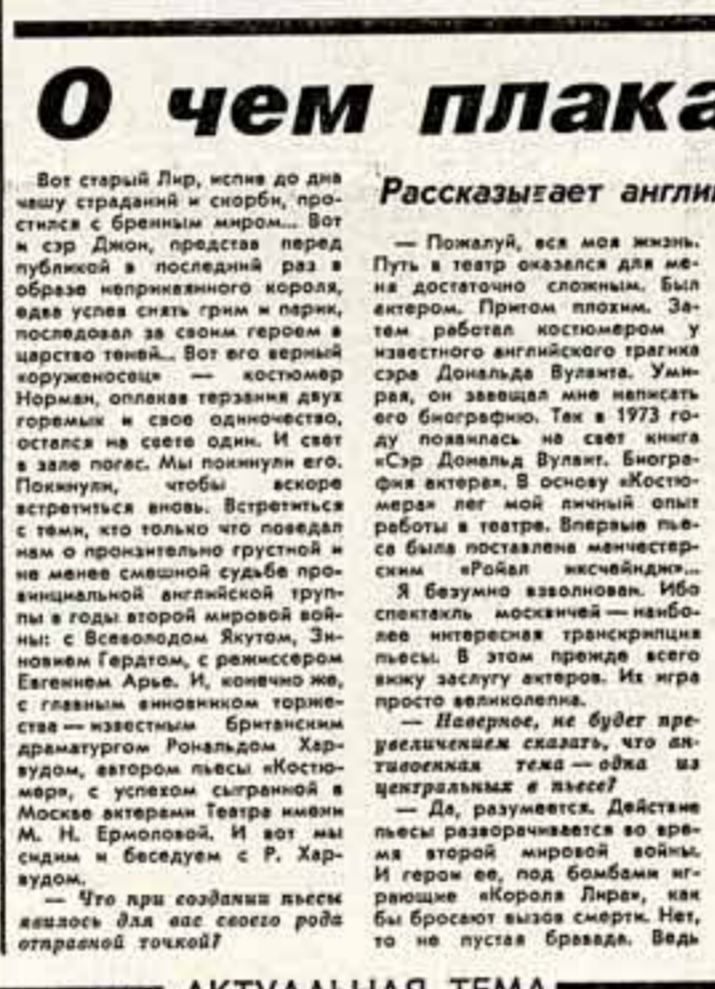 О чем плака
Вот старый Лир, испив до дна
чашу страданий и скорби, про-
стился с бренным миром... Вот
и сэр Джон, представ перед
публикой в последний раз в
образе неприкаянного короля,
едва успев снять грим и парик,
последовал за своим героем в
царство теней... Вот его верный
«оруженосец» — костюмер
Норман, оплакав терзания двух
горемык и свое одиночество,
остался на свете один. И свет
в зале погас. Мы покинули его.
Покинули, чтобы вскоре
встретиться вновь. Встретиться
с теми, кто только что поведал
нам о пронзительно грустной и
не менее смешной судьбе про-
винциальной английской труп-
пы в годы второй мировой вой-
ны: с Всеволодом Якутом, Зи-
новием Гердтом, с режиссером
Евгением Арье. И, конечно же,
с главным виновником торже-
ства — известным британским
драматургом Рональдом Хар-
вудом, автором пьесы «Костю-
мер», с успехом сыгранной в
Москве актерами Театра имени
М. Н. Ермоловой. И вот мы
сидим и беседуем с Р. Хар-
вудом.
— Что при создании пьесы
явилось для вас своего рода
отправной точкой?
Рассказывает англи
— Пожалуй, вся моя жизнь.
Путь в театр оказался для ме-
ня достаточно сложным. Был
актером. Притом плохим. За-
тем работал костюмером у
известного английского трагика
сэра Дональда Вулвита. Уми-
рая, он завещал мне написать
его биографию. Так в 1973 го-
ду появилась на свет книга
«Сэр Дональд Вулвит. Биогра-
фия актера». В основу «Костю-
мера» лег мой личный опыт
работы в театре. Впервые пье-
са была поставлена манчестер-
ским «Ройал иксчейндж»...
Я безумно взволнован. Ибо
спектакль москвичей — наибо-
лее интересная транскрипция
пьесы. В этом прежде всего
вижу заслугу актеров. Их игра
просто великолепна.
— Наверное, не будет пре-
увеличением сказать, что ан-
тивоенная тема — одна из
центральных в пьесе?
— Да, разумеется. Действие
пьесы разворачивается во вре-
мя второй мировой войны.
И герои ее, под бомбами иг-
рающие «Короля Лира», как
бы бросают вызов смерти. Нет,
то не пустая бравада. Ведь
АКТУАЛЬНАЯ ТЕМА